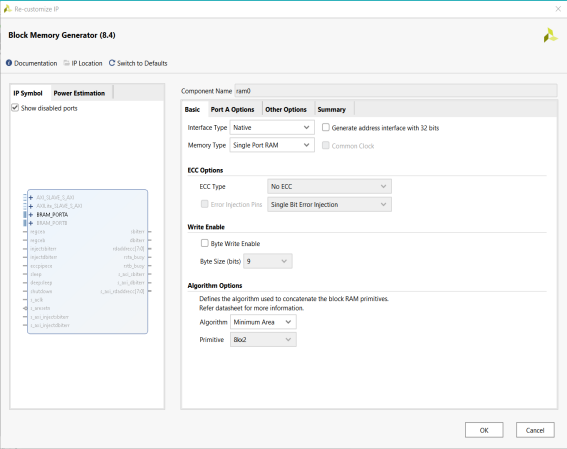 Re-customize IP
Block Memory Generator (8.4)
Documentation IP Location Switch to Defaults
IP Symbol Power Estimation
Show disabled ports
AXI_SLAVE_S_AXI
AXILite_SLAVE_S_AXI
BRAM_PORTA
BRAM_PORTB
regcea
regceb
injectsbiterr
injectdbiterr
eccpipece
sleep
deepsleep
shutdown
s_aclk
s_aresetn
s_axi_injectsbiterr
s_axi_injectdbiterr
sbiterr
dbiterr
rdaddrecc[7:0]
rsta_busy
rstb_busy
s_axi_sbiterr
s_axi_dbiterr
s_axi_rdaddrecc[7:0]
Component Name ram0
Basic Port A Options Other Options Summary
Interface Type Native Generate address interface with 32 bits
Memory Type Single Port RAM Common Clock
ECC Options
ECC Type No ECC
Error Injection Pins Single Bit Error Injection
Write Enable
Byte Write Enable
Byte Size (bits) 9
Algorithm Options
Defines the algorithm used to concatenate the block RAM primitives.
Refer datasheet for more information.
Algorithm Minimum Area
Primitive 8kx2
OK Cancel